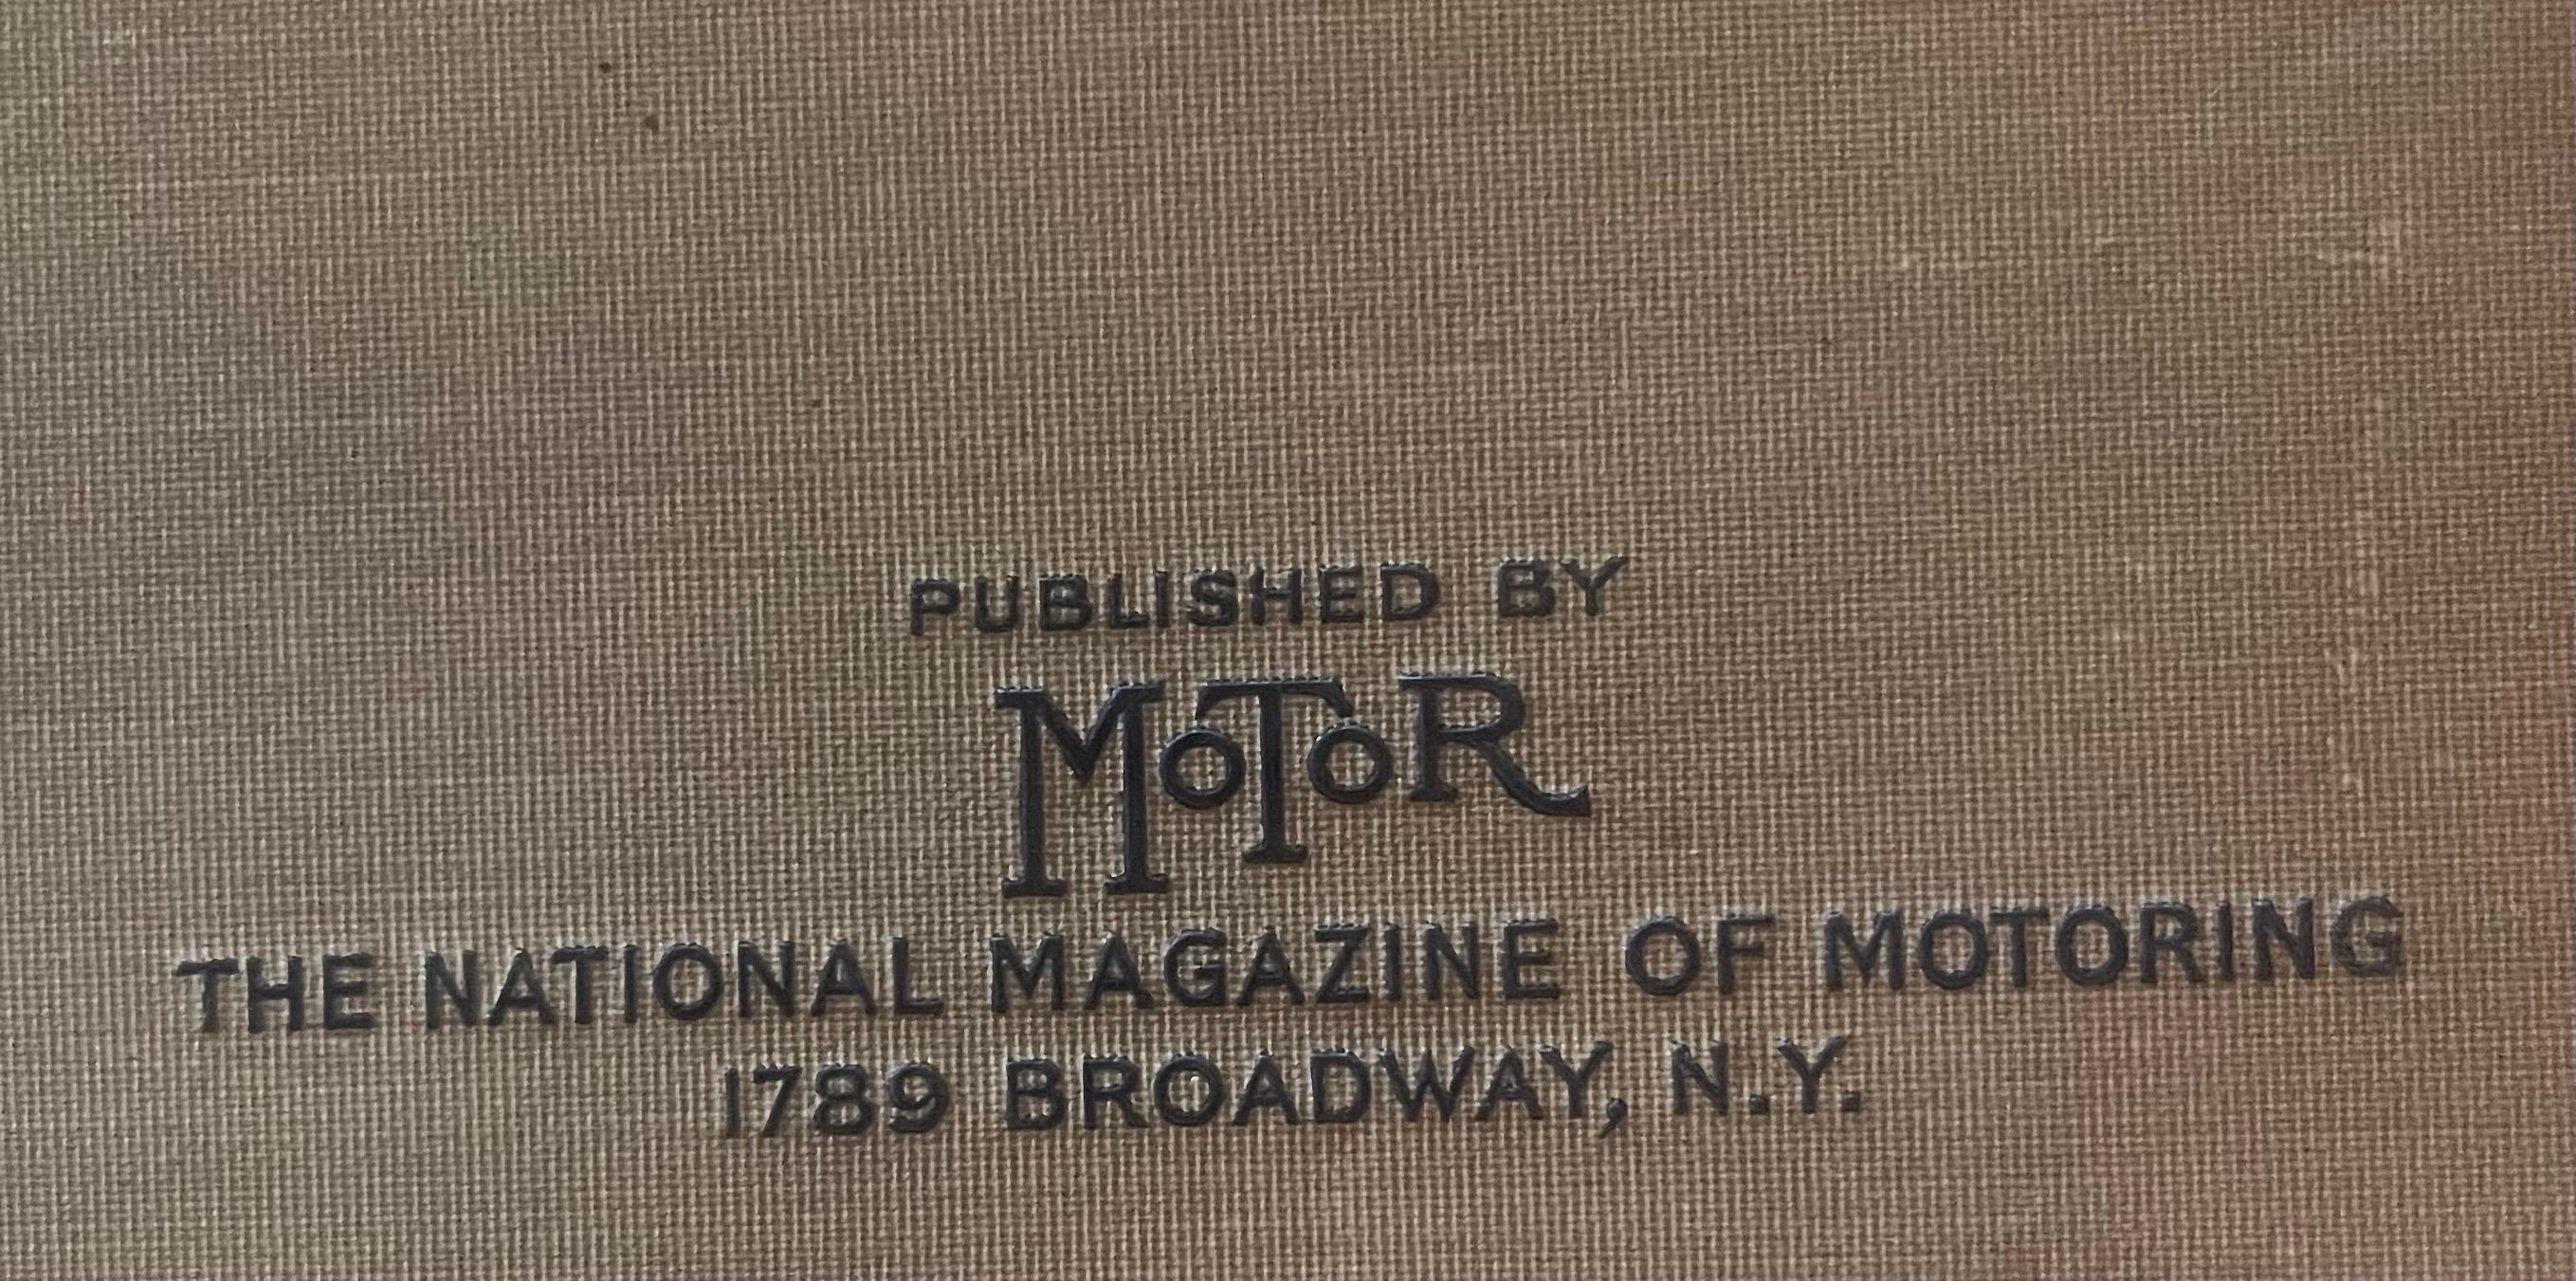 PUBLISHED BY
MoToR
THE NATIONAL MAGAZINE OF MOTORING
1789 BROADWAY, N.Y.